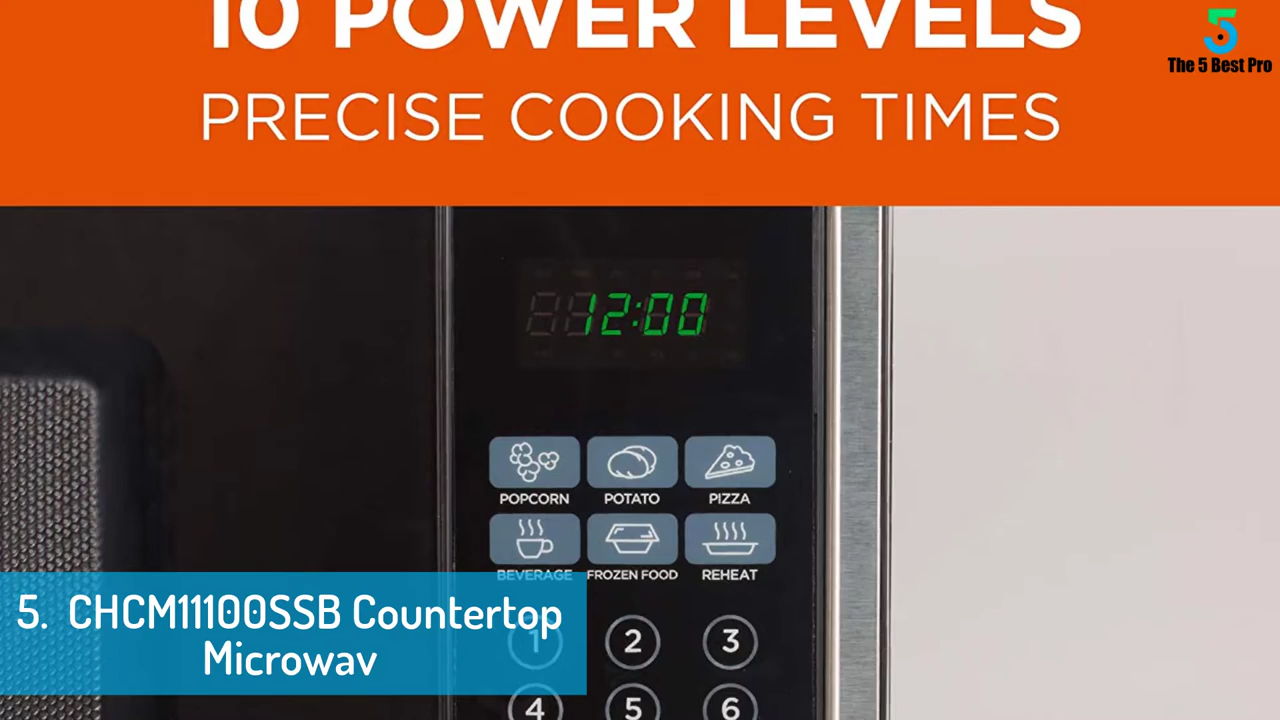 10 POWER LEVELS
5
The 5 Best Pro
PRECISE COOKING TIMES
12:00
POPCORN POTATO PIZZA
BEVERAGE FROZEN FOOD REHEAT
5. CHCM11100SSB Countertop
Microwav
1 2 3
4 5 6